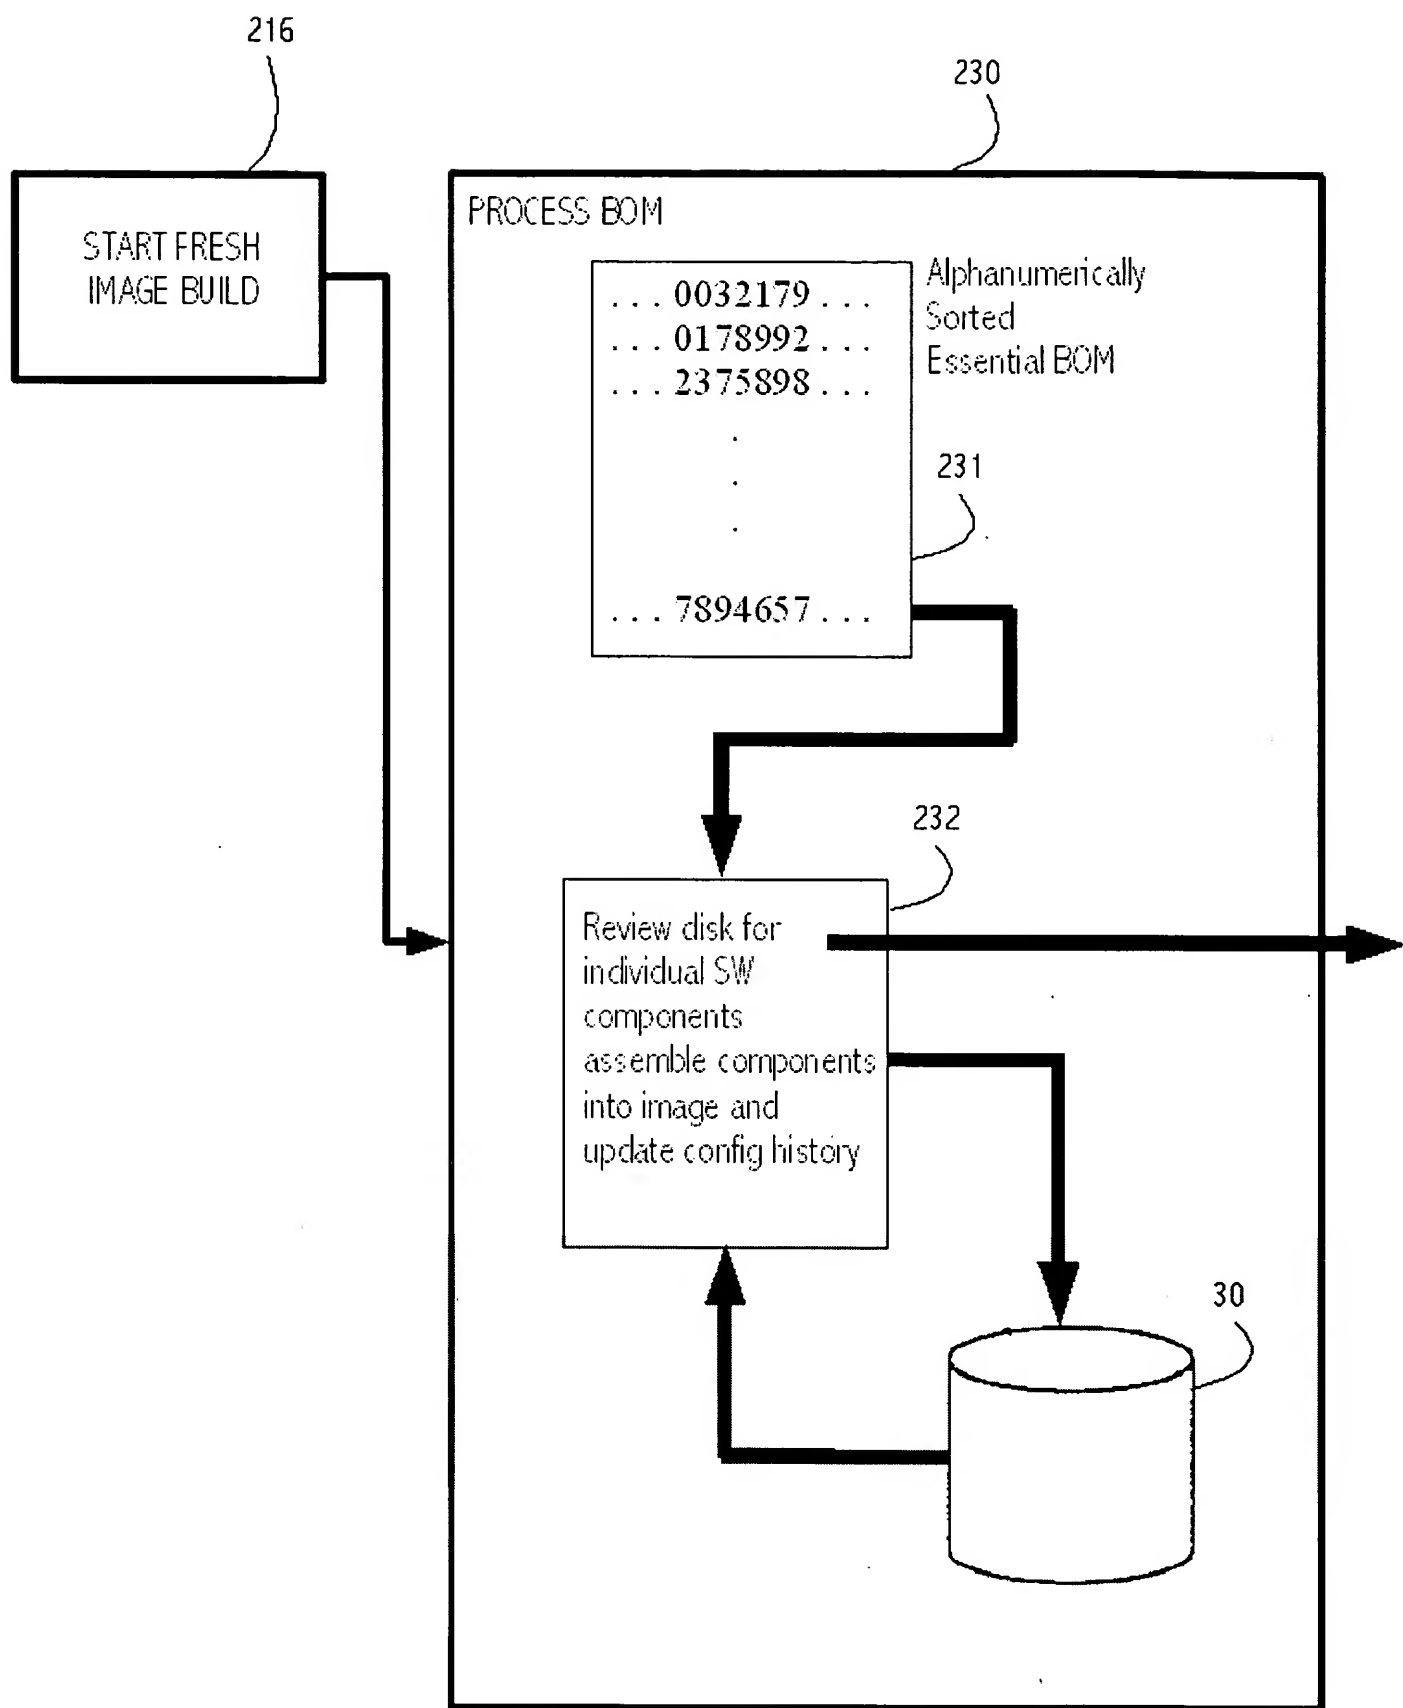 216
230
START FRESH
IMAGE BUILD
PROCESS BOM
. . . 0032179 . . .
. . . 0178992 . . .
. . . 2375898 . . .
.
.
.
. . . 7894657 . . .
Alphanumerically
Sorted
Essential BOM
231
232
Review disk for
individual SW
components
assemble components
into image and
update config history
30